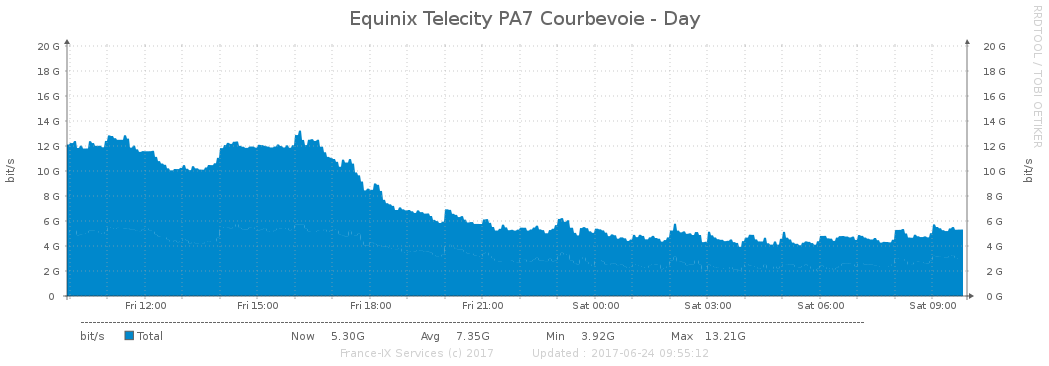 Equinix Telecity PA7 Courbevoie - Day
RRDTOOL / TOBI OETIKER
20 G 20 G
18 G 18 G
16 G 16 G
14 G 14 G
12 G 12 G
10 G 10 G
8 G 8 G
6 G 6 G
4 G 4 G
2 G 2 G
0 0 G
bit/s
bit/s
Fri 12:00 Fri 15:00 Fri 18:00 Fri 21:00 Sat 00:00 Sat 03:00 Sat 06:00 Sat 09:00
bit/s Total Now 5.30G Avg 7.35G Min 3.92G Max 13.21G
France-IX Services (c) 2017 Updated : 2017-06-24 09:55:12